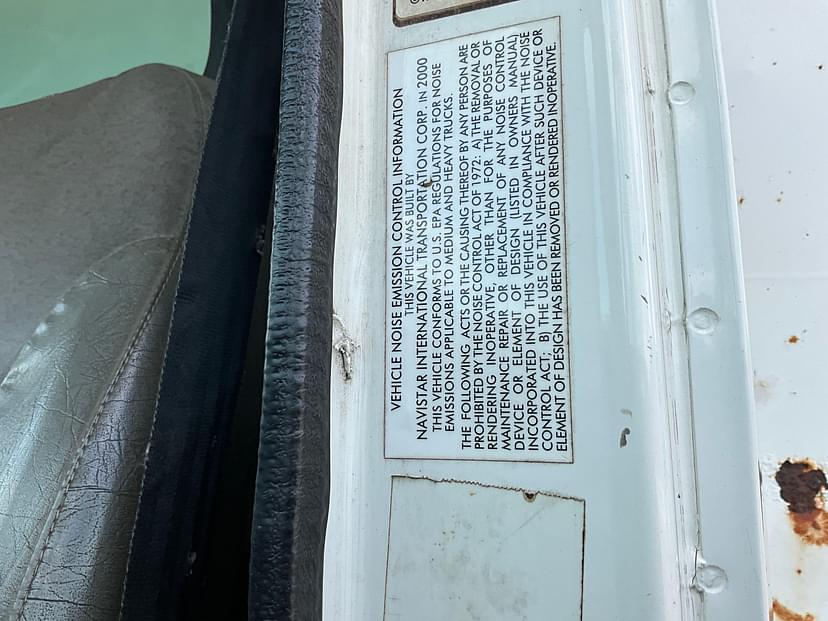 VEHICLE NOISE EMISSION CONTROL INFORMATION
THIS VEHICLE WAS BUILT BY
NAVISTAR INTERNATIONAL TRANSPORTATION CORP. IN 2000
THIS VEHICLE CONFORMS TO U.S. EPA REGULATIONS FOR NOISE
EMISSIONS APPLICABLE TO MEDIUM AND HEAVY TRUCKS.
THE FOLLOWING ACTS OR THE CAUSING THEREOF BY ANY PERSON ARE
PROHIBITED BY THE NOISE CONTROL ACT OF 1972: A) THE REMOVAL OR
RENDERING INOPERATIVE, OTHER THAN FOR THE PURPOSES OF
MAINTENANCE REPAIR OR REPLACEMENT OF ANY NOISE CONTROL
DEVICE OR ELEMENT OF DESIGN (LISTED IN OWNERS MANUAL)
INCORPORATED INTO THIS VEHICLE IN COMPLIANCE WITH THE NOISE
CONTROL ACT; B) THE USE OF THIS VEHICLE AFTER SUCH DEVICE OR
ELEMENT OF DESIGN HAS BEEN REMOVED OR RENDERED INOPERATIVE.